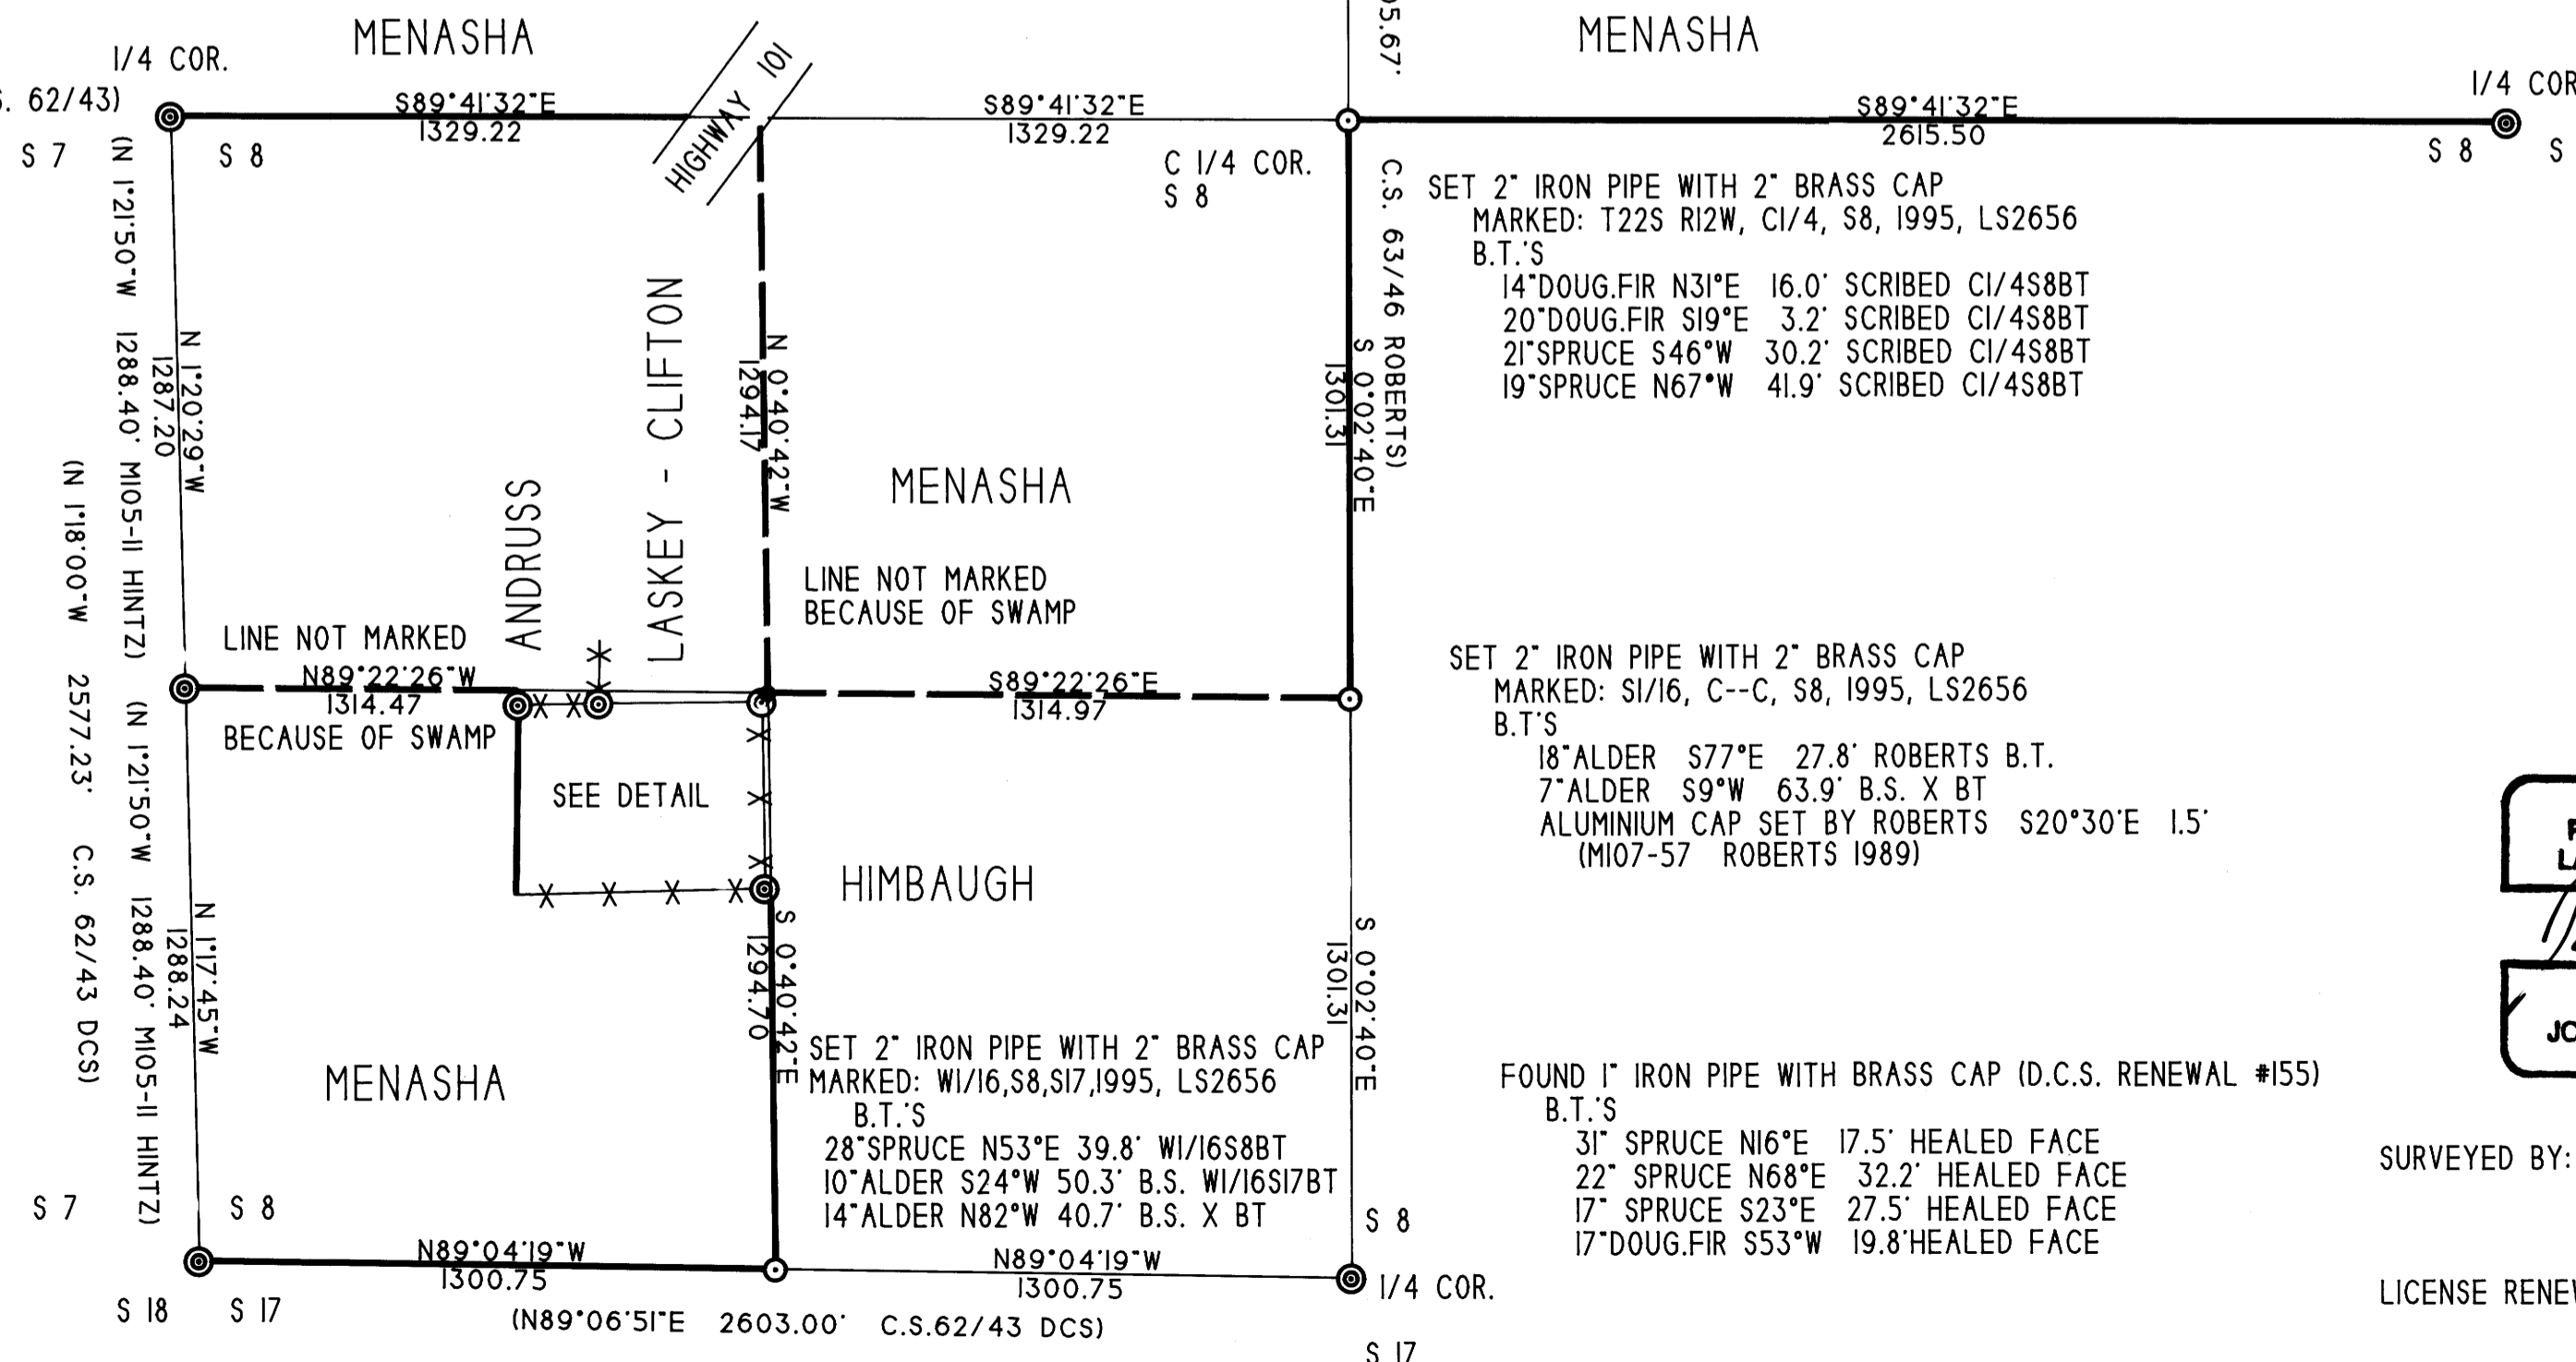 MENASHA
MENASHA
1/4 COR.
62/43)
HIGHWAY 101
05.67'
1/4 COR
S89°41'32"E
1329.22
S89°41'32"E
1329.22
S89°41'32"E
2615.50
S 7
S 8
C 1/4 COR.
S 8
S 8
S
SET 2" IRON PIPE WITH 2" BRASS CAP
MARKED: T22S R12W, C1/4, S8, 1995, LS2656
B.T.'S
14"DOUG.FIR N31°E 16.0' SCRIBED C1/4S8BT
20"DOUG.FIR S19°E 3.2' SCRIBED C1/4S8BT
21"SPRUCE S46°W 30.2' SCRIBED C1/4S8BT
19"SPRUCE N67°W 41.9' SCRIBED C1/4S8BT
(N 1°21'50"W 1288.40' M105-11 HINTZ)
N 1°20'29"W
1287.20
(N 1°18'00"W 2577.23' C.S. 62/43 DCS)
ANDRUSS
LASKEY - CLIFTON
N 0°40'42"W
1294.17
MENASHA
S 0°02'40"E
1301.31
C.S. 63/46 ROBERTS)
LINE NOT MARKED
BECAUSE OF SWAMP
LINE NOT MARKED
N89°22'26"W
1314.47
BECAUSE OF SWAMP
S89°22'26"E
1314.97
SET 2" IRON PIPE WITH 2" BRASS CAP
MARKED: S1/16, C--C, S8, 1995, LS2656
B.T'S
18"ALDER S77°E 27.8' ROBERTS B.T.
7"ALDER S9°W 63.9' B.S. X BT
ALUMINIUM CAP SET BY ROBERTS S20°30'E 1.5'
(M107-57 ROBERTS 1989)
SEE DETAIL
HIMBAUGH
(N 1°21'50"W 1288.40' M105-11 HINTZ)
N 1°17'45"W
1288.24
S 0°40'42"E
1294.70
S 0°02'40"E
1301.31
MENASHA
SET 2" IRON PIPE WITH 2" BRASS CAP
MARKED: W1/16,S8,S17,1995, LS2656
B.T.'S
28"SPRUCE N53°E 39.8' W1/16S8BT
10"ALDER S24°W 50.3' B.S. W1/16S17BT
14"ALDER N82°W 40.7' B.S. X BT
FOUND 1" IRON PIPE WITH BRASS CAP (D.C.S. RENEWAL #155)
B.T.'S
31" SPRUCE N16°E 17.5' HEALED FACE
22" SPRUCE N68°E 32.2' HEALED FACE
17" SPRUCE S23°E 27.5' HEALED FACE
17"DOUG.FIR S53°W 19.8'HEALED FACE
JO
SURVEYED BY:
LICENSE RENE
S 7
S 8
S 8
N89°04'19"W
1300.75
N89°04'19"W
1300.75
1/4 COR.
S 18
S 17
(N89°06'51"E 2603.00' C.S.62/43 DCS)
S 17